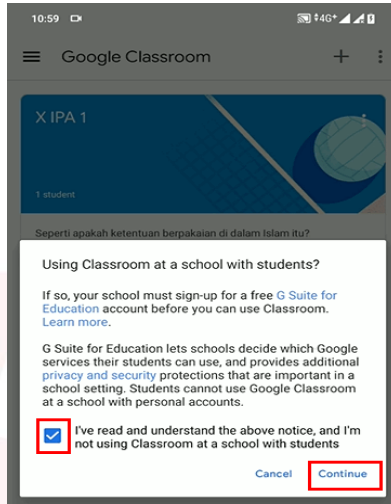 10:59
4G+
Google Classroom
X IPA 1
1 student
Seperti apakah ketentuan berpakaian di dalam Islam itu?
Using Classroom at a school with students?
If so, your school must sign-up for a free G Suite for
Education account before you can use Classroom.
Learn more.
G Suite for Education lets schools decide which Google
services their students can use, and provides additional
privacy and security protections that are important in a
school setting. Students cannot use Google Classroom
at a school with personal accounts.
I've read and understand the above notice, and I'm
not using Classroom at a school with students
Cancel Continue